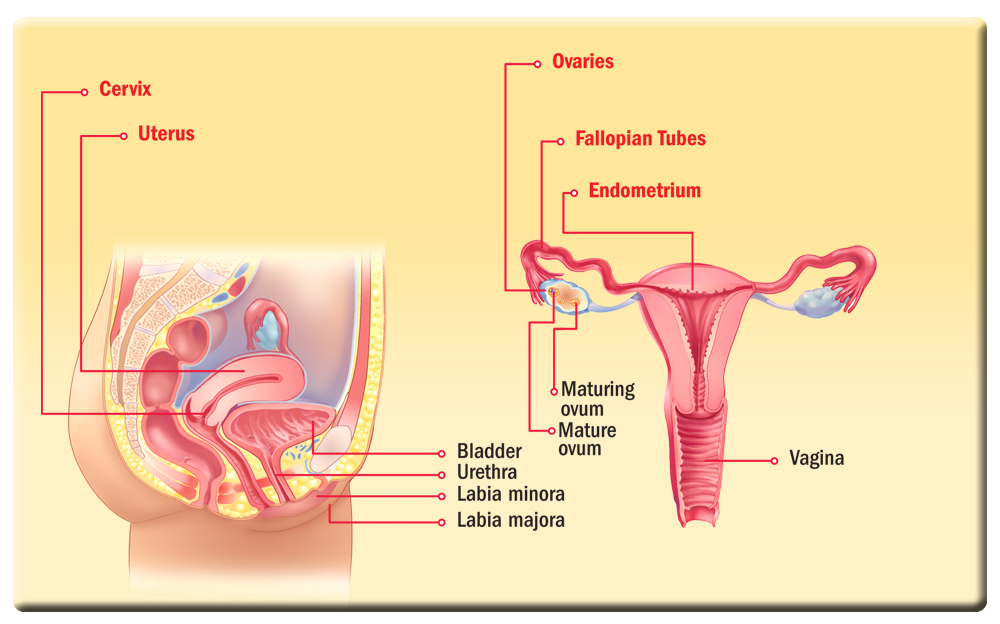 Cervix
Uterus
Bladder
Urethra
Labia minora
Labia majora
Ovaries
Fallopian Tubes
Endometrium
Maturing
ovum
Mature
ovum
Vagina